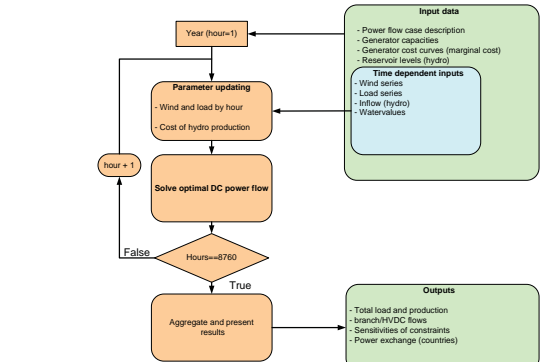 Input data
- Power flow case description
- Generator capacities
- Generator cost curves (marginal cost)
- Reservoir levels (hydro)
Time dependent inputs
- Wind series
- Load series
- Inflow (hydro)
- Watervalues
Year (hour=1)
Parameter updating
- Wind and load by hour
- Cost of hydro production
hour + 1
Solve optimal DC power flow
False
Hours==8760
True
Aggregate and present
results
Outputs
- Total load and production
- branch/HVDC flows
- Sensitivities of constraints
- Power exchange (countries)